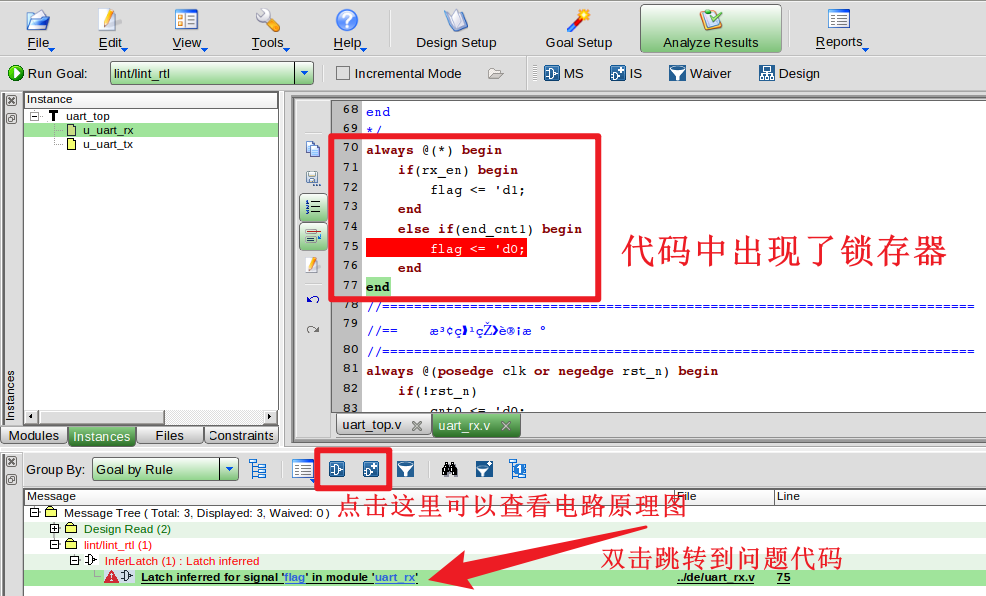 File Edit View Tools Help Design Setup Goal Setup Analyze Results Reports
Run Goal: lint/lint_rtl Incremental Mode MS IS Waiver Design
Instance
uart_top
u_uart_rx
u_uart_tx
Instances
Modules Instances Files Constraints
68 end
69 */
70 always @(*) begin
71 if(rx_en) begin
72 flag <= 'd1;
73 end
74 else if(end_cnt1) begin
75 flag <= 'd0;
76 end
77 end
78 //=============================================================
79 //==
80 //=============================================================
81 always @(posedge clk or negedge rst_n) begin
82 if(!rst_n)
83 cnt0 <= 'd0;
代码中出现了锁存器
uart_top.v uart_rx.v
Group By: Goal by Rule
点击这里可以查看电路原理图
Message File Line
Message Tree ( Total: 3, Displayed: 3, Waived: 0 )
Design Read (2)
lint/lint_rtl (1)
InferLatch (1) : Latch inferred
Latch inferred for signal 'flag' in module 'uart_rx' ../de/uart_rx.v 75
双击跳转到问题代码